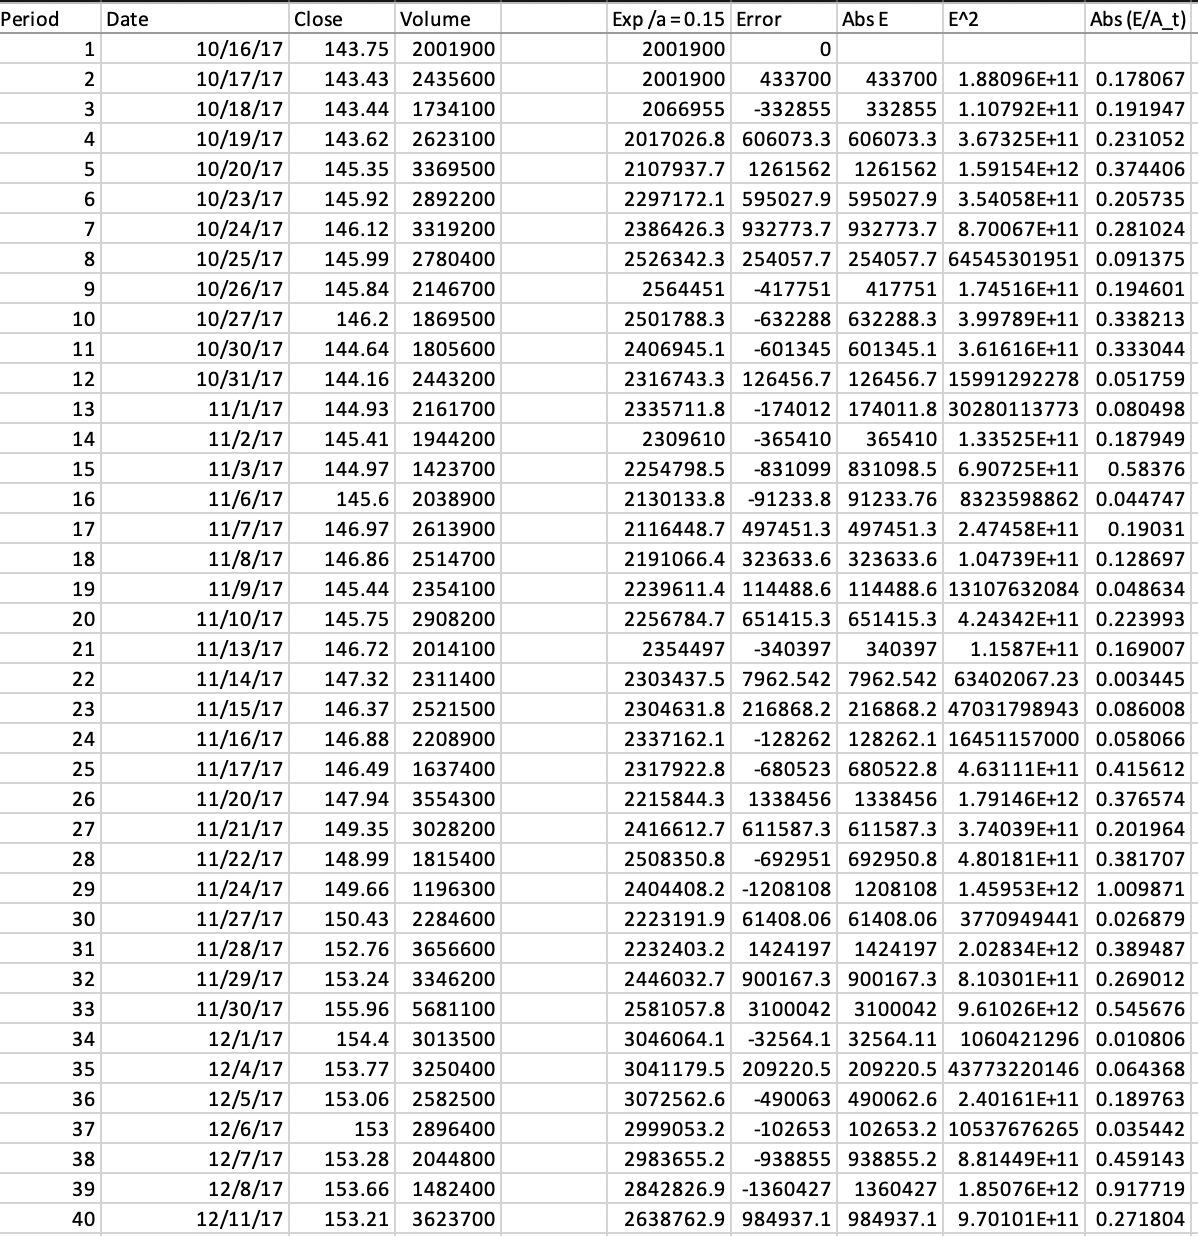 Period Date Close Volume Exp /a = 0.15 Error Abs E E^2 Abs (E/A_t)
1 10/16/17 143.75 2001900 2001900 0
2 10/17/17 143.43 2435600 2001900 433700 433700 1.88096E+11 0.178067
3 10/18/17 143.44 1734100 2066955 -332855 332855 1.10792E+11 0.191947
4 10/19/17 143.62 2623100 2017026.8 606073.3 606073.3 3.67325E+11 0.231052
5 10/20/17 145.35 3369500 2107937.7 1261562 1261562 1.59154E+12 0.374406
6 10/23/17 145.92 2892200 2297172.1 595027.9 595027.9 3.54058E+11 0.205735
7 10/24/17 146.12 3319200 2386426.3 932773.7 932773.7 8.70067E+11 0.281024
8 10/25/17 145.99 2780400 2526342.3 254057.7 254057.7 64545301951 0.091375
9 10/26/17 145.84 2146700 2564451 -417751 417751 1.74516E+11 0.194601
10 10/27/17 146.2 1869500 2501788.3 -632288 632288.3 3.99789E+11 0.338213
11 10/30/17 144.64 1805600 2406945.1 -601345 601345.1 3.61616E+11 0.333044
12 10/31/17 144.16 2443200 2316743.3 126456.7 126456.7 15991292278 0.051759
13 11/1/17 144.93 2161700 2335711.8 -174012 174011.8 30280113773 0.080498
14 11/2/17 145.41 1944200 2309610 -365410 365410 1.33525E+11 0.187949
15 11/3/17 144.97 1423700 2254798.5 -831099 831098.5 6.90725E+11 0.58376
16 11/6/17 145.6 2038900 2130133.8 -91233.8 91233.76 8323598862 0.044747
17 11/7/17 146.97 2613900 2116448.7 497451.3 497451.3 2.47458E+11 0.19031
18 11/8/17 146.86 2514700 2191066.4 323633.6 323633.6 1.04739E+11 0.128697
19 11/9/17 145.44 2354100 2239611.4 114488.6 114488.6 13107632084 0.048634
20 11/10/17 145.75 2908200 2256784.7 651415.3 651415.3 4.24342E+11 0.223993
21 11/13/17 146.72 2014100 2354497 -340397 340397 1.1587E+11 0.169007
22 11/14/17 147.32 2311400 2303437.5 7962.542 7962.542 63402067.23 0.003445
23 11/15/17 146.37 2521500 2304631.8 216868.2 216868.2 47031798943 0.086008
24 11/16/17 146.88 2208900 2337162.1 -128262 128262.1 16451157000 0.058066
25 11/17/17 146.49 1637400 2317922.8 -680523 680522.8 4.63111E+11 0.415612
26 11/20/17 147.94 3554300 2215844.3 1338456 1338456 1.79146E+12 0.376574
27 11/21/17 149.35 3028200 2416612.7 611587.3 611587.3 3.74039E+11 0.201964
28 11/22/17 148.99 1815400 2508350.8 -692951 692950.8 4.80181E+11 0.381707
29 11/24/17 149.66 1196300 2404408.2 -1208108 1208108 1.45953E+12 1.009871
30 11/27/17 150.43 2284600 2223191.9 61408.06 61408.06 3770949441 0.026879
31 11/28/17 152.76 3656600 2232403.2 1424197 1424197 2.02834E+12 0.389487
32 11/29/17 153.24 3346200 2446032.7 900167.3 900167.3 8.10301E+11 0.269012
33 11/30/17 155.96 5681100 2581057.8 3100042 3100042 9.61026E+12 0.545676
34 12/1/17 154.4 3013500 3046064.1 -32564.1 32564.11 1060421296 0.010806
35 12/4/17 153.77 3250400 3041179.5 209220.5 209220.5 43773220146 0.064368
36 12/5/17 153.06 2582500 3072562.6 -490063 490062.6 2.40161E+11 0.189763
37 12/6/17 153 2896400 2999053.2 -102653 102653.2 10537676265 0.035442
38 12/7/17 153.28 2044800 2983655.2 -938855 938855.2 8.81449E+11 0.459143
39 12/8/17 153.66 1482400 2842826.9 -1360427 1360427 1.85076E+12 0.917719
40 12/11/17 153.21 3623700 2638762.9 984937.1 984937.1 9.70101E+11 0.271804